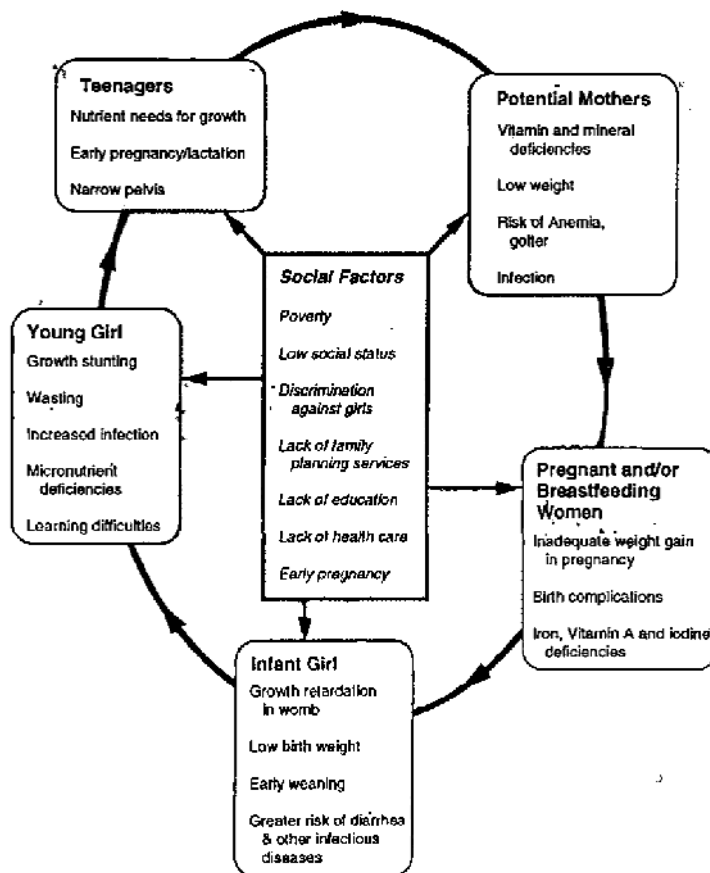 Teenagers
Nutrient needs for growth
Early pregnancy/lactation
Narrow pelvis
Potential Mothers
Vitamin and mineral
deficiencies
Low weight
Risk of Anemia,
goiter
Infection
Social Factors
Poverty
Low social status
Discrimination
against girls
Lack of family
planning services
Lack of education
Lack of health care
Early pregnancy
Young Girl
Growth stunting
Wasting
Increased infection
Micronutrient
deficiencies
Learning difficulties
Pregnant and/or
Breastfeeding
Women
Inadequate weight gain
in pregnancy
Birth complications
Iron, Vitamin A and iodine
deficiencies
Infant Girl
Growth retardation
in womb
Low birth weight
Early weaning
Greater risk of diarrhea
& other infectious
diseases